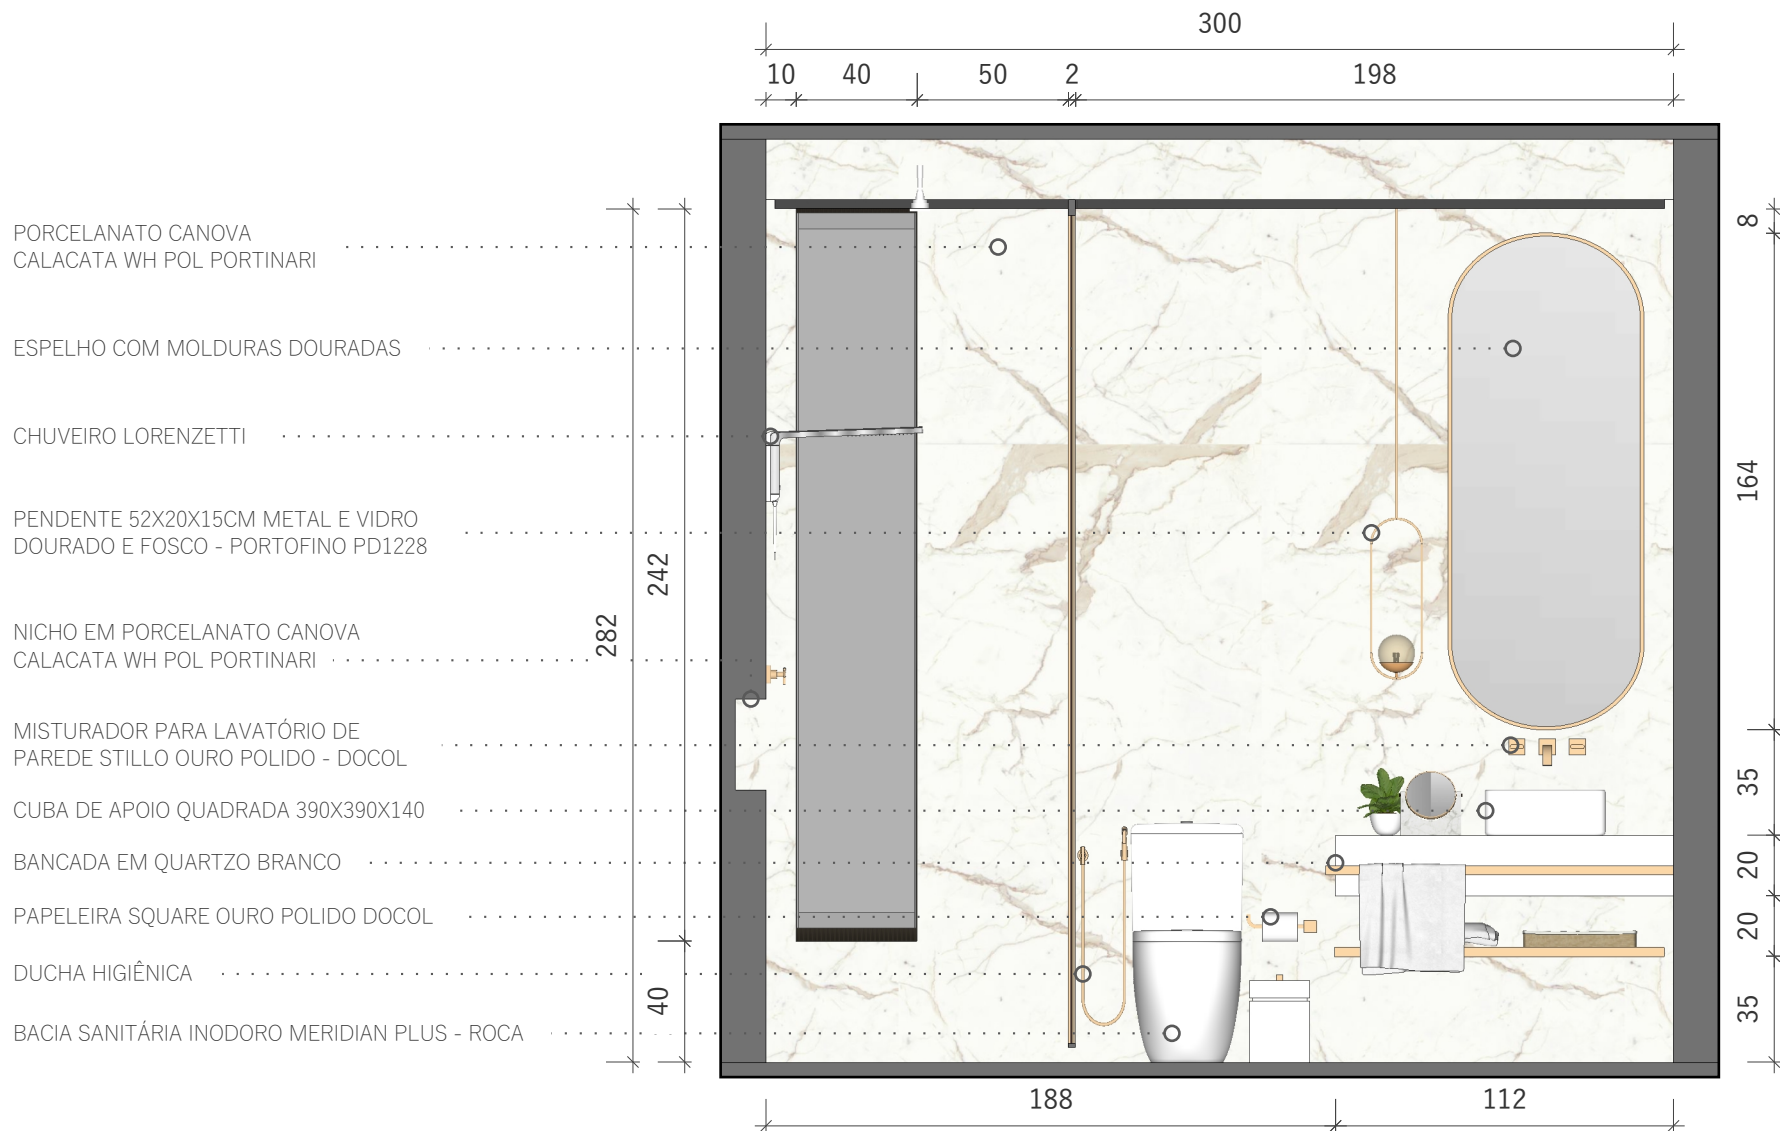 300
10 40 50 2 198
PORCELANATO CANOVA
CALACATA WH POL PORTINARI
ESPELHO COM MOLDURAS DOURADAS
CHUVEIRO LORENZETTI
PENDENTE 52X20X15CM METAL E VIDRO
DOURADO E FOSCO - PORTOFINO PD1228
NICHO EM PORCELANATO CANOVA
CALACATA WH POL PORTINARI
MISTURADOR PARA LAVATÓRIO DE
PAREDE STILLO OURO POLIDO - DOCOL
CUBA DE APOIO QUADRADA 390X390X140
BANCADA EM QUARTZO BRANCO
PAPELEIRA SQUARE OURO POLIDO DOCOL
DUCHA HIGIÊNICA
BACIA SANITÁRIA INODORO MERIDIAN PLUS - ROCA
282
242
40
8
164
35
20
20
35
188 112